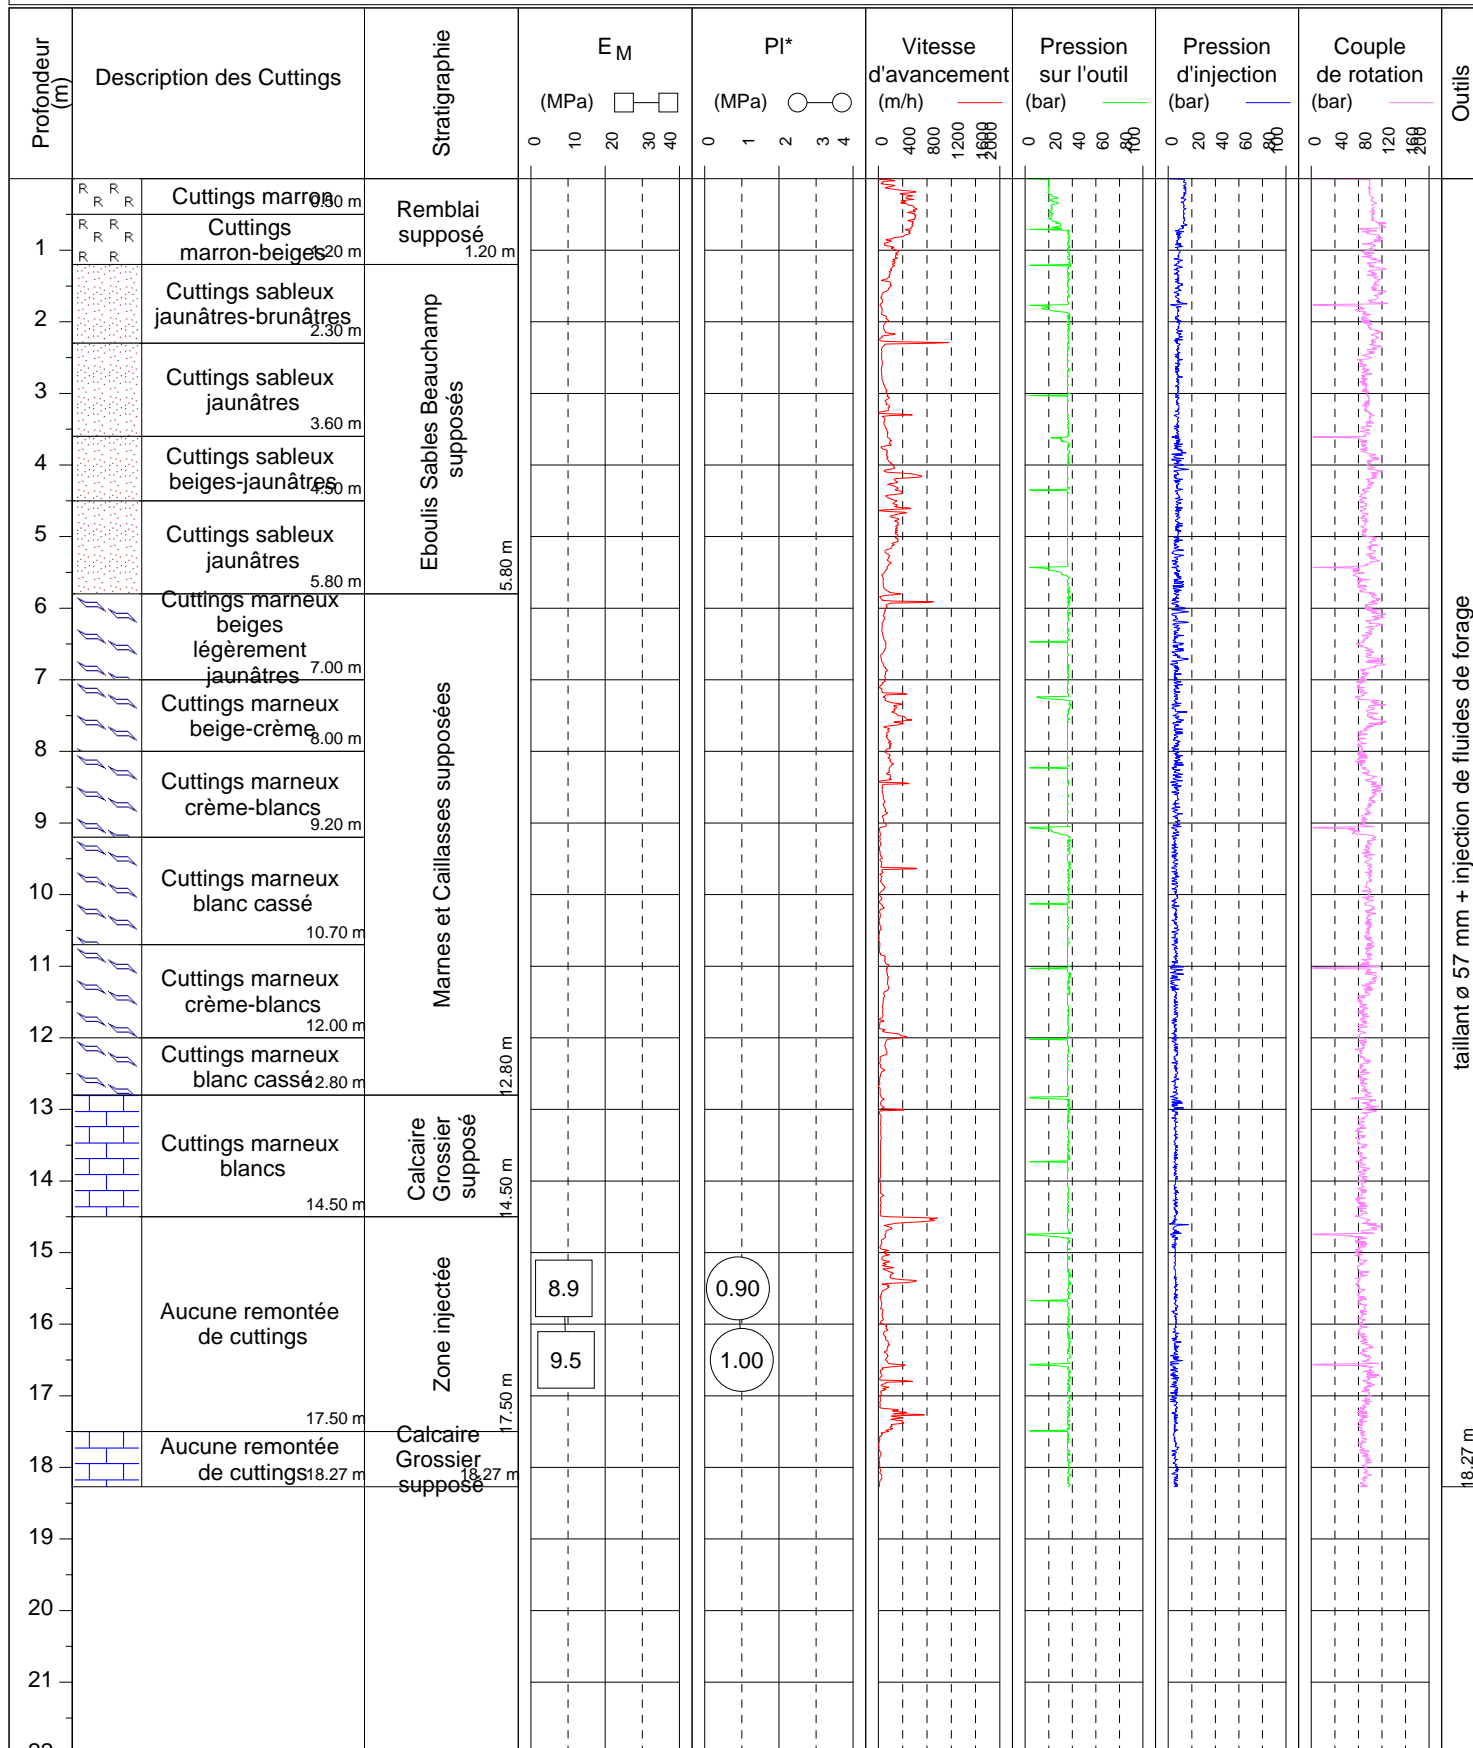 Profondeur
(m)
Description des Cuttings
Stratigraphie
E M
(MPa)
0 10 20 30 40
Pl*
(MPa)
0 1 2 3 4
Vitesse
d'avancement
(m/h)
0 400 800 1200 1600 2000
Pression
sur l'outil
(bar)
0 20 40 60 80 100
Pression
d'injection
(bar)
0 20 40 60 80 100
Couple
de rotation
(bar)
0 40 80 120 160 200
Outils
R R R R
Cuttings marron
0.50 m
R R R R R R
Cuttings
marron-beiges
1.20 m
Remblai
supposé
1.20 m
1
Cuttings sableux
jaunâtres-brunâtres
2.30 m
2
Cuttings sableux
jaunâtres
3.60 m
3
Cuttings sableux
beiges-jaunâtres
4.50 m
4
Cuttings sableux
jaunâtres
5.80 m
5
Eboulis Sables Beauchamp
supposés
5.80 m
6
Cuttings marneux
beiges
légèrement
jaunâtres
7.00 m
7
Cuttings marneux
beige-crème
8.00 m
8
Cuttings marneux
crème-blancs
9.20 m
9
Cuttings marneux
blanc cassé
10.70 m
10
Cuttings marneux
crème-blancs
12.00 m
11
12
Cuttings marneux
blanc cassé
12.80 m
Marnes et Caillasses supposées
12.80 m
13
Cuttings marneux
blancs
14.50 m
14
Calcaire
Grossier
supposé
14.50 m
15
Aucune remontée
de cuttings
17.50 m
16
17
Zone injectée
17.50 m
8.9
9.5
0.90
1.00
Aucune remontée
de cuttings
18.27 m
18
Calcaire
Grossier
supposé
18.27 m
taillant ø 57 mm + injection de fluides de forage
18.27 m
19
20
21